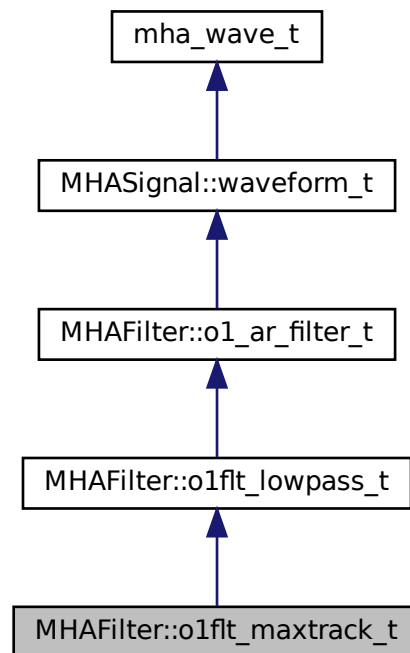 mha_wave_t
MHASignal::waveform_t
MHAFilter::o1_ar_filter_t
MHAFilter::o1flt_lowpass_t
MHAFilter::o1flt_maxtrack_t